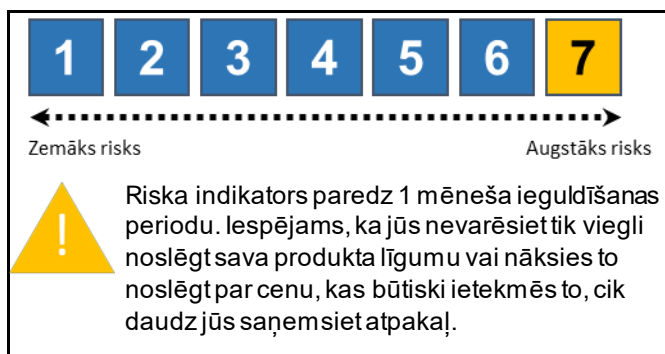 1 2 3 4 5 6 7
Zemāks risks Augstāks risks
!
Riska indikators paredz 1 mēneša ieguldīšanas
periodu. Iespējams, ka jūs nevarēsiet tik viegli
noslēgt sava produkta līgumu vai nāksies to
noslēgt par cenu, kas būtiski ietekmēs to, cik
daudz jūs saņemsiet atpakaļ.